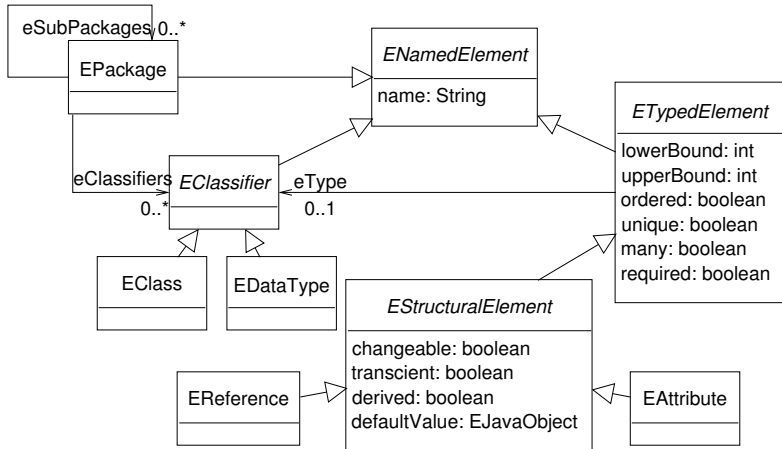 eSubPackages 0..*
EPackage
ENamedElement
name: String
ETypedElement
lowerBound: int
upperBound: int
ordered: boolean
unique: boolean
many: boolean
required: boolean
eClassifiers
0..*
EClassifier
eType
0..1
EClass
EDataType
EStructuralElement
changeable: boolean
transcient: boolean
derived: boolean
defaultValue: EJavaObject
EReference
EAttribute